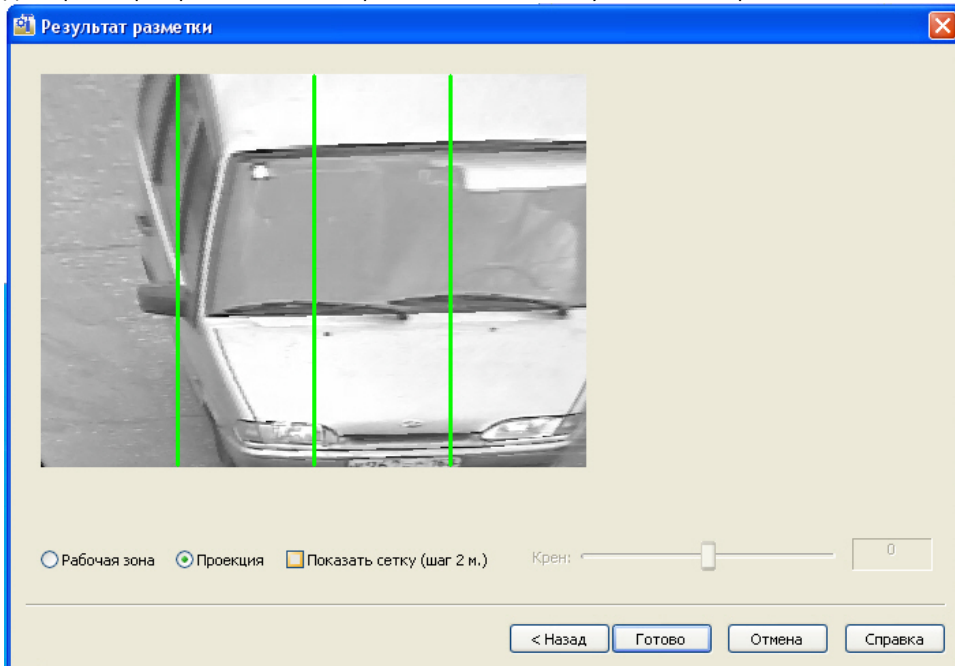 Результат разметки
Рабочая зона
Проекция
Показать сетку (шаг 2 м.)
Крен:
0
< Назад
Готово
Отмена
Справка